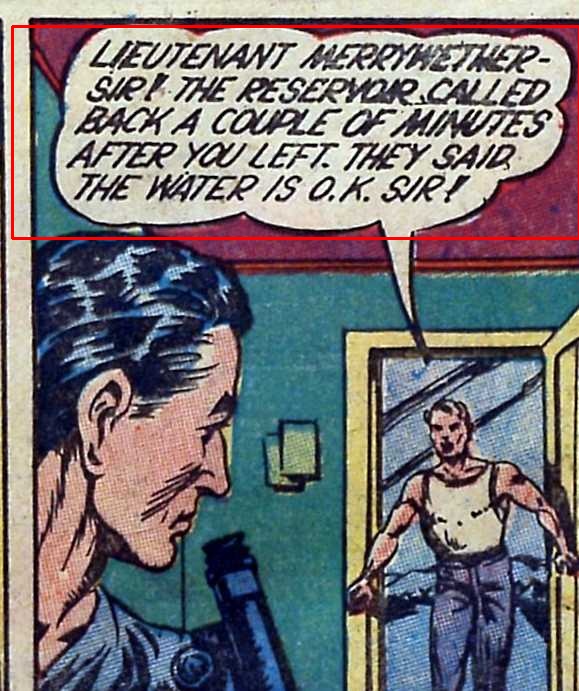 LIEUTENANT MERRYWETHER-
SIR! THE RESERVOIR CALLED
BACK A COUPLE OF MINUTES
AFTER YOU LEFT. THEY SAID
THE WATER IS O.K. SIR!